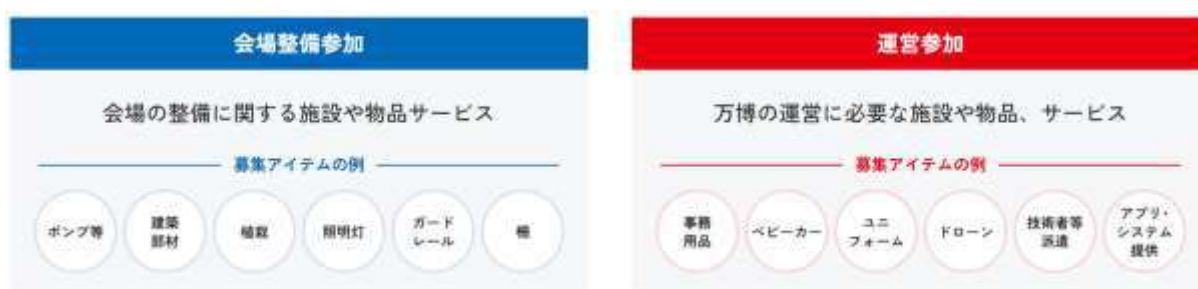 会場整備参加
会場の整備に関する施設や物品サービス
募集アイテムの例
ポンプ等
建築
部材
植栽
照明灯
ガード
レール
柵
運営参加
万博の運営に必要な施設や物品、サービス
募集アイテムの例
事務
用品
ベビーカー
ユニ
フォーム
ドローン
技術者等
派遣
アプリ・
システム
提供